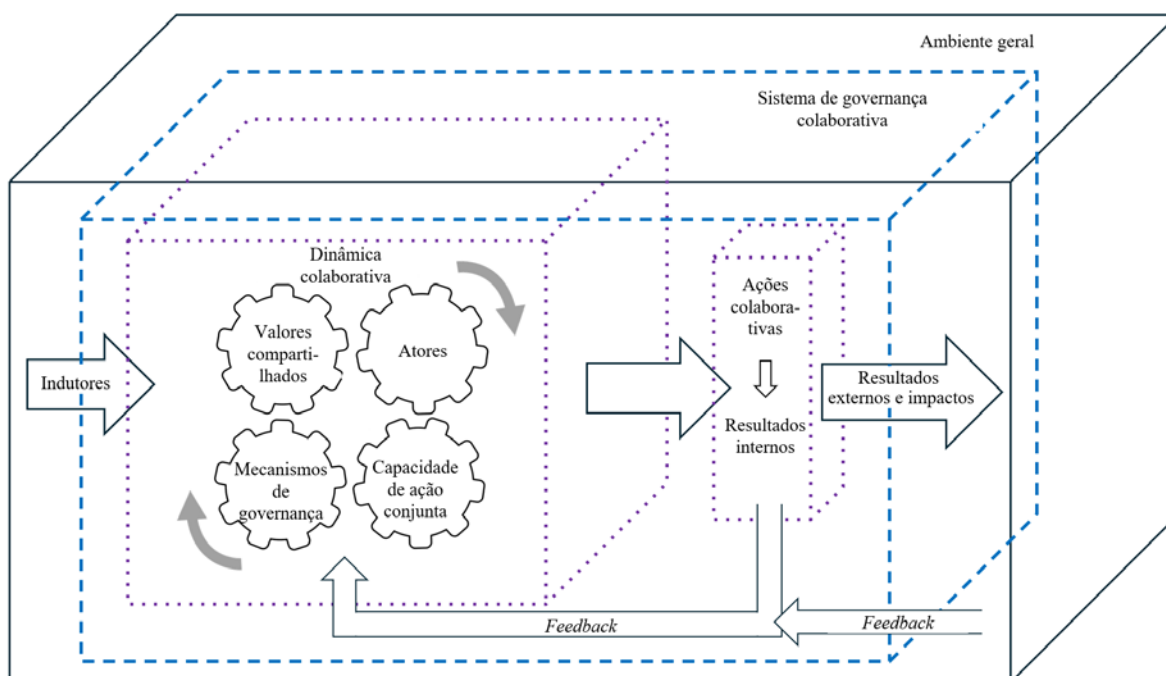 Ambiente geral
Sistema de governança
colaborativa
Dinâmica
colaborativa
Valores
comparti-
lhados
Atores
Mecanismos
de
governança
Capacidade
de ação
conjunta
Indutores
Ações
colabora-
tivas
Resultados
internos
Resultados
externos e impactos
Feedback
Feedback